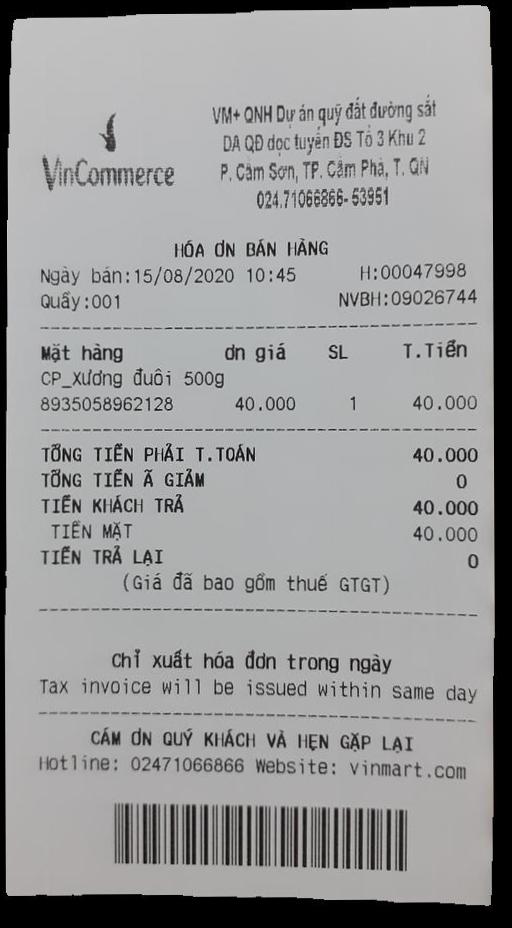 VinCommerce
VM+ QNH Dự án quỹ đất đường sắt
DA QĐ dọc tuyến ĐS Tổ 3 Khu 2
P. Cẩm Sơn, TP. Cẩm Phả, T. QN
024.71066866- 53951
HÓA ƠN BÁN HÀNG
Ngày bán:15/08/2020 10:45 H:00047998
Quầy:001 NVBH:09026744
Mặt hàng ơn giá SL T.Tiền
CP_Xương đuôi 500g
8935058962128 40.000 1 40.000
TỔNG TIỀN PHẢI T.TOÁN 40.000
TỔNG TIỀN Ã GIẢM 0
TIỀN KHÁCH TRẢ 40.000
TIỀN MẶT 40.000
TIỀN TRẢ LẠI 0
(Giá đã bao gồm thuế GTGT)
Chỉ xuất hóa đơn trong ngày
Tax invoice will be issued within same day
CÁM ƠN QUÝ KHÁCH VÀ HẸN GẶP LẠI
Hotline: 02471066866 Website: vinmart.com